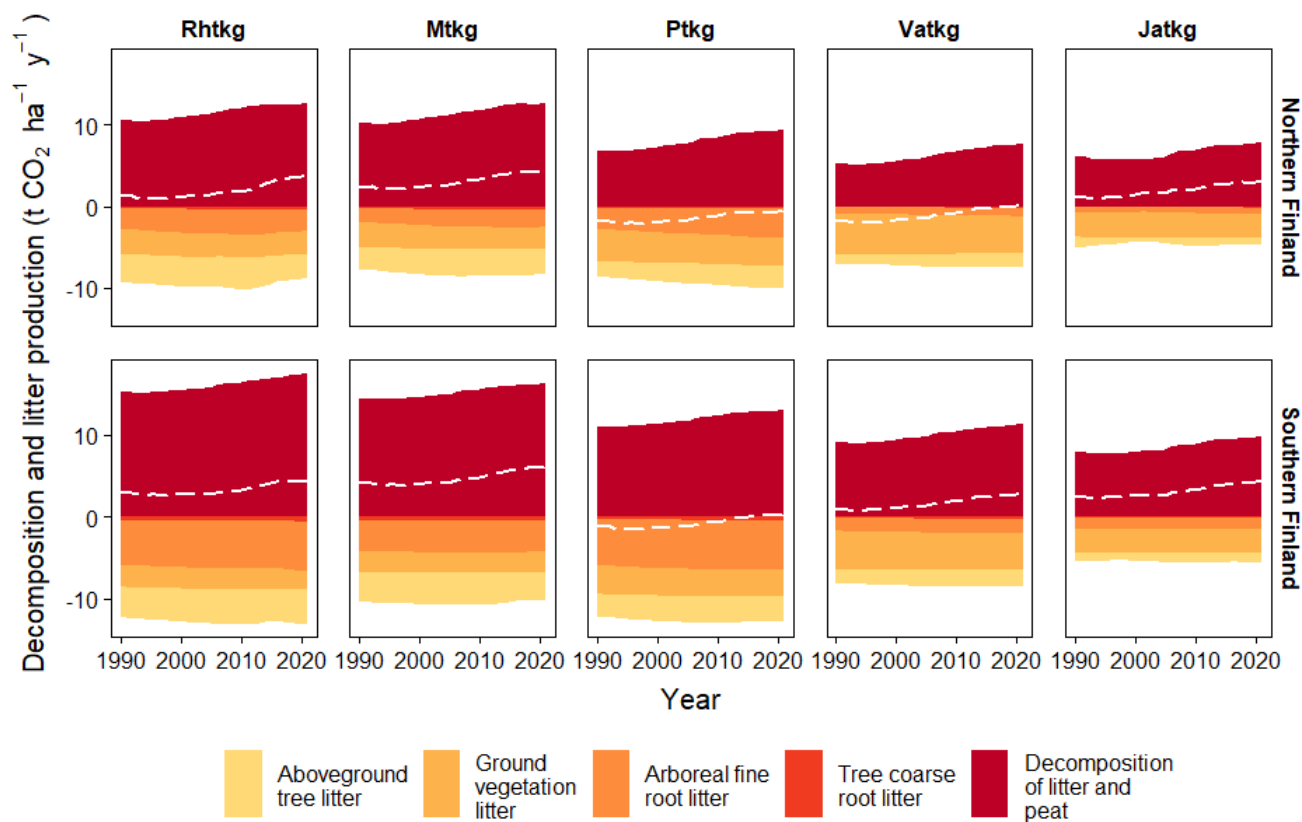 Rhtkg Mtkg Ptkg Vatkg Jatkg
Decomposition and litter production (t CO₂ ha⁻¹ y⁻¹)
10
0
-10
Northern Finland
10
0
-10
Southern Finland
1990 2000 2010 2020 1990 2000 2010 2020 1990 2000 2010 2020 1990 2000 2010 2020 1990 2000 2010 2020
Year
Aboveground
tree litter
Ground
vegetation
litter
Arboreal fine
root litter
Tree coarse
root litter
Decomposition
of litter and
peat